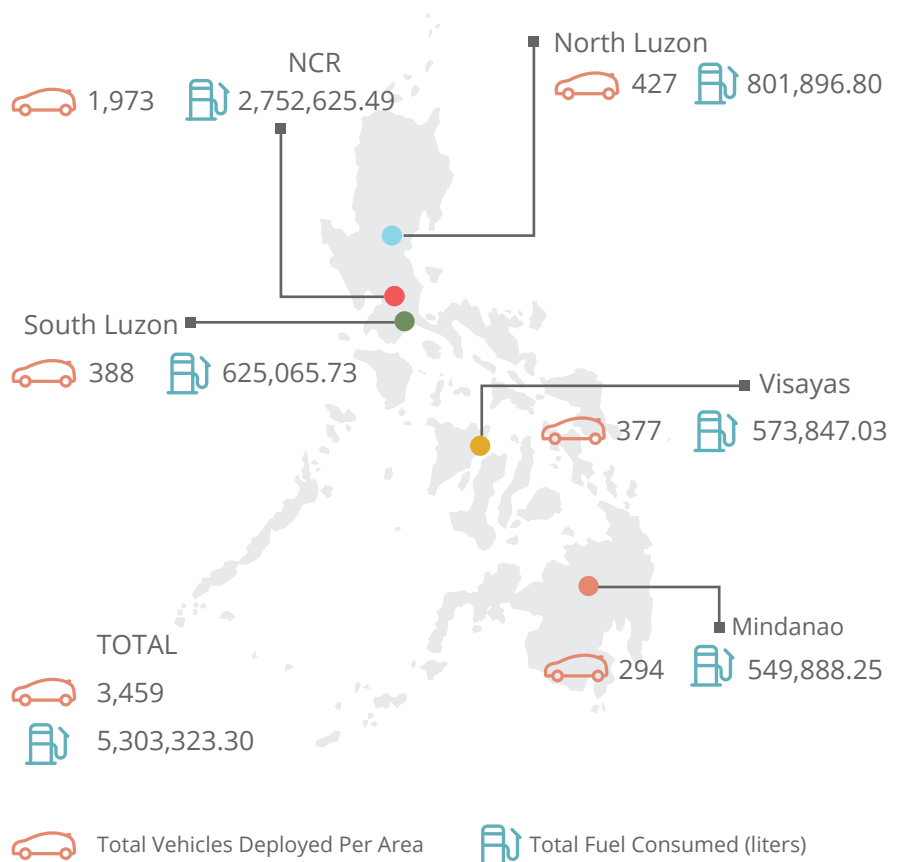 NCR
1,973 2,752,625.49
North Luzon
427 801,896.80
South Luzon
388 625,065.73
Visayas
377 573,847.03
Mindanao
294 549,888.25
TOTAL
3,459
5,303,323.30
Total Vehicles Deployed Per Area Total Fuel Consumed (liters)